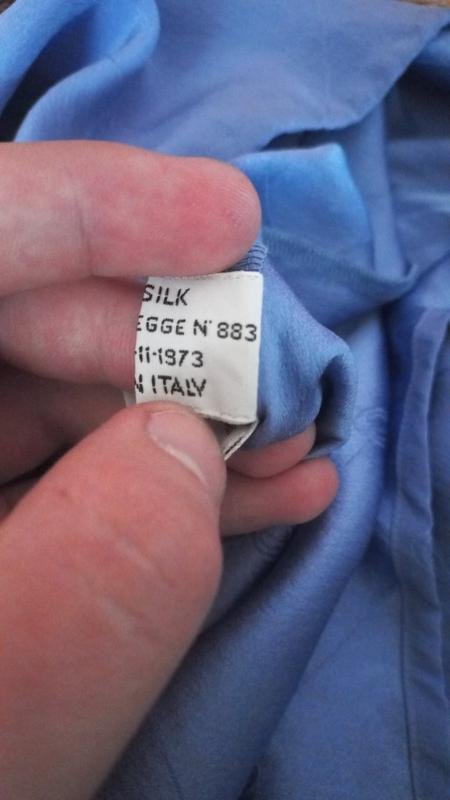 SILK
EGGE N° 883
-11-1973
N ITALY